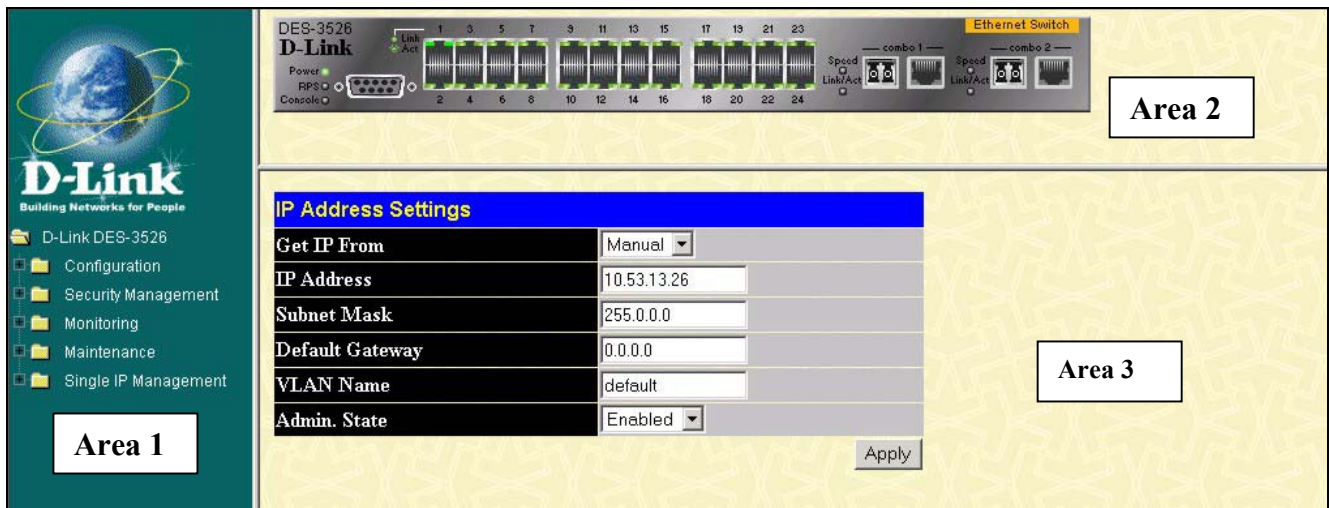 D-Link
Building Networks for People
D-Link DES-3526
Configuration
Security Management
Monitoring
Maintenance
Single IP Management
Area 1
DES-3526
D-Link
Link
Act
Power
RPS
Console
1 3 5 7 9 11 13 15 17 19 21 23
2 4 6 8 10 12 14 16 18 20 22 24
Ethernet Switch
combo 1
combo 2
Speed
Link/Act
Speed
Link/Act
Area 2
IP Address Settings
Get IP From Manual
IP Address 10.53.13.26
Subnet Mask 255.0.0.0
Default Gateway 0.0.0.0
VLAN Name default
Admin. State Enabled
Apply
Area 3